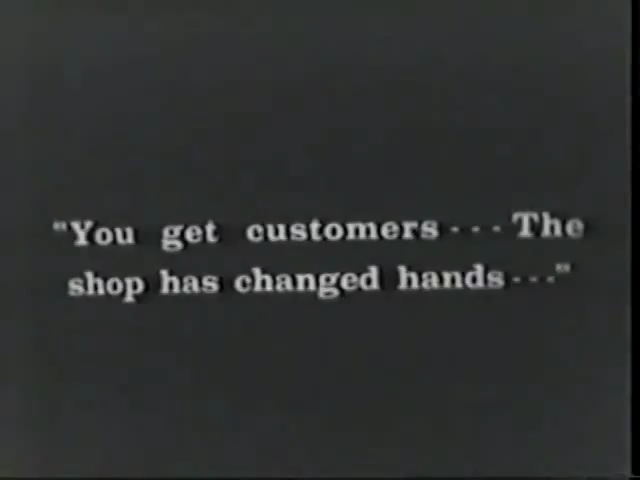 "You get customers --- The
shop has changed hands ---"